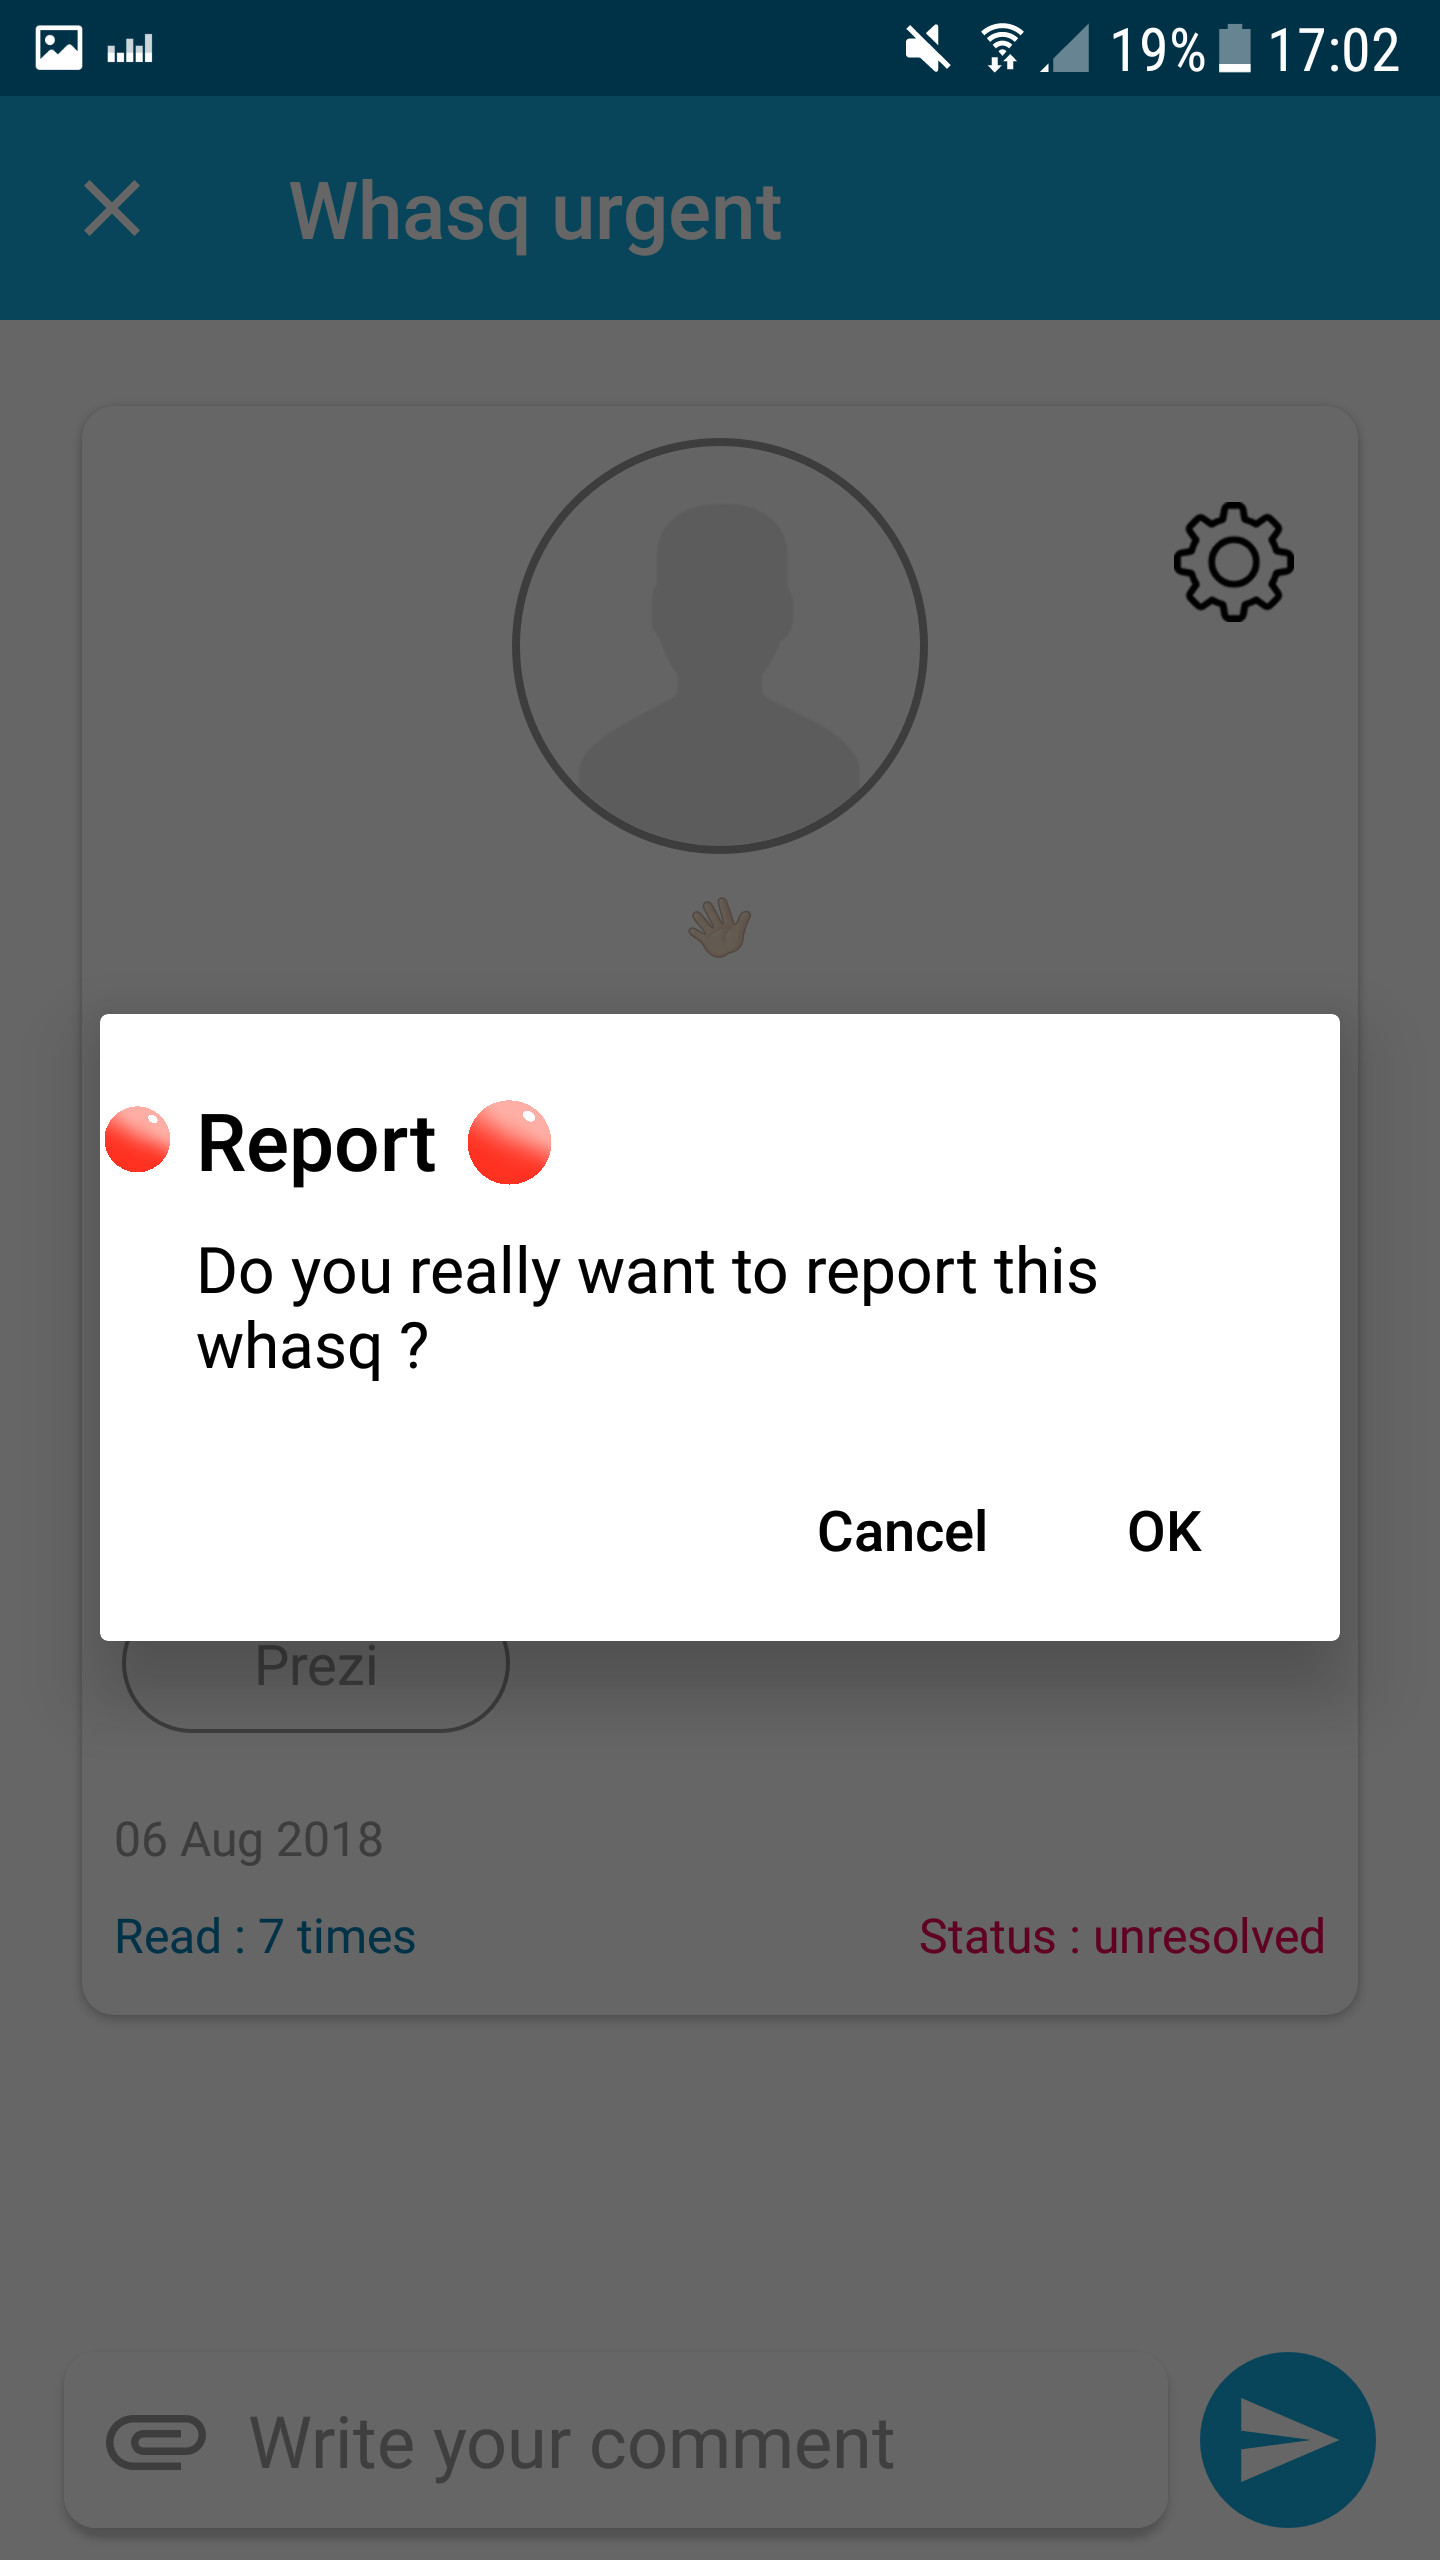 19% 17:02
Whasq urgent
Report
Do you really want to report this
whasq ?
Cancel OK
Prezi
06 Aug 2018
Read : 7 times Status : unresolved
Write your comment